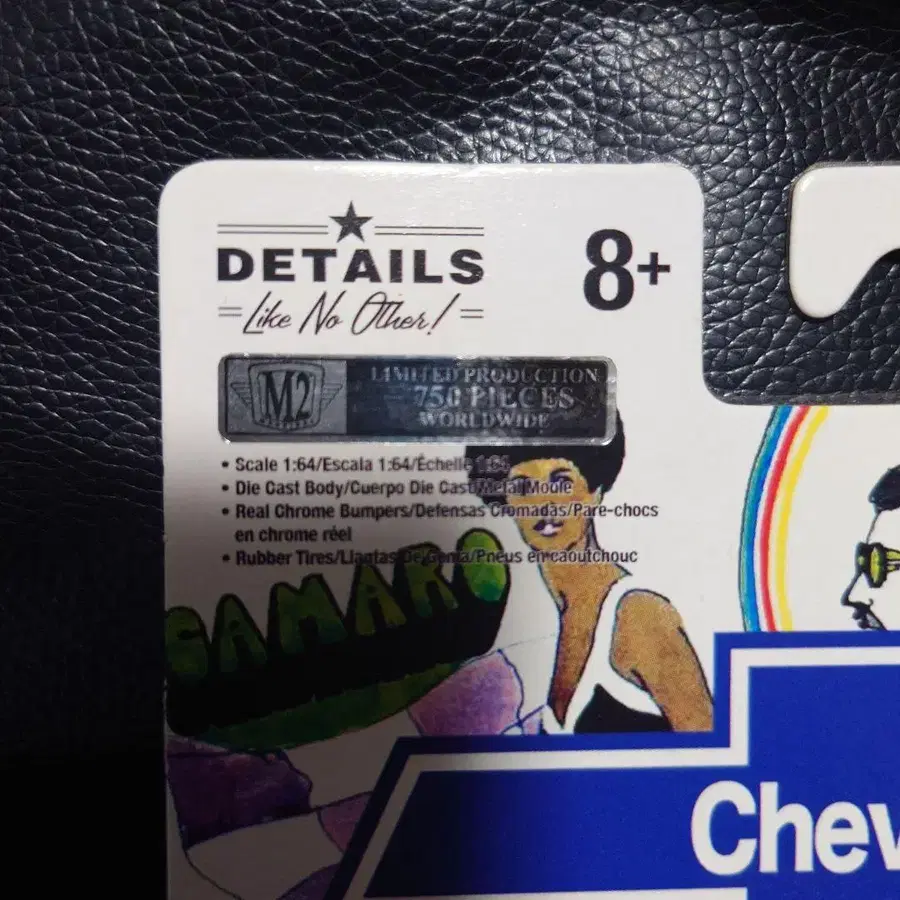 DETAILS
Like No Other!
8+
M2
LIMITED PRODUCTION
750 PIECES
WORLDWIDE
• Scale 1:64/Escala 1:64/Échelle 1:64
• Die Cast Body/Cuerpo Die Cast/Metal Moulé
• Real Chrome Bumpers/Defensas Cromadas/Pare-chocs
en chrome réel
• Rubber Tires/Llantas De Goma/Pneus en caoutchouc
CAMARO
Chev